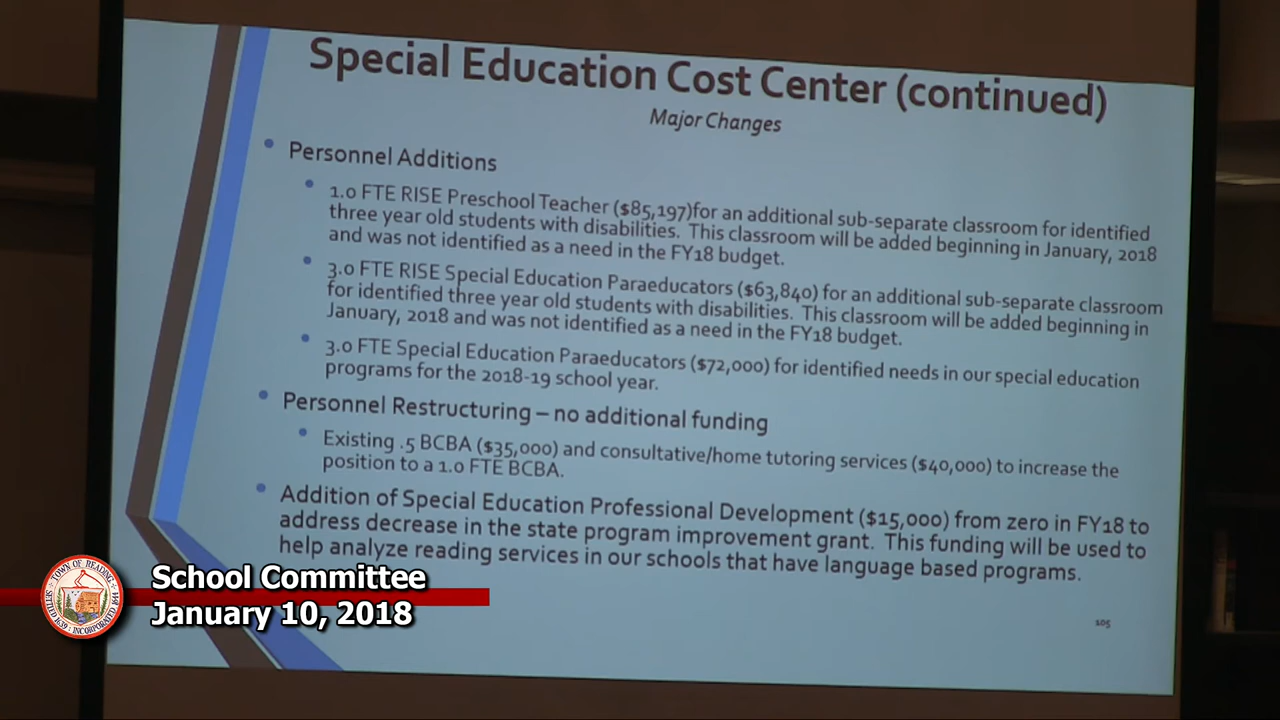 Special Education Cost Center (continued)
Major Changes
• Personnel Additions
• 1.0 FTE RISE Preschool Teacher ($85,197)for an additional sub-separate classroom for identified
three year old students with disabilities. This classroom will be added beginning in January, 2018
and was not identified as a need in the FY18 budget.
• 3.0 FTE RISE Special Education Paraeducators ($63,840) for an additional sub-separate classroom
for identified three year old students with disabilities. This classroom will be added beginning in
January, 2018 and was not identified as a need in the FY18 budget.
• 3.0 FTE Special Education Paraeducators ($72,000) for identified needs in our special education
programs for the 2018-19 school year.
• Personnel Restructuring – no additional funding
• Existing .5 BCBA ($35,000) and consultative/home tutoring services ($40,000) to increase the
position to a 1.0 FTE BCBA.
• Addition of Special Education Professional Development ($15,000) from zero in FY18 to
address decrease in the state program improvement grant. This funding will be used to
help analyze reading services in our schools that have language based programs.
105
TOWN OF READING
SETTLED 1639
INCORPORATED 1644
School Committee
January 10, 2018